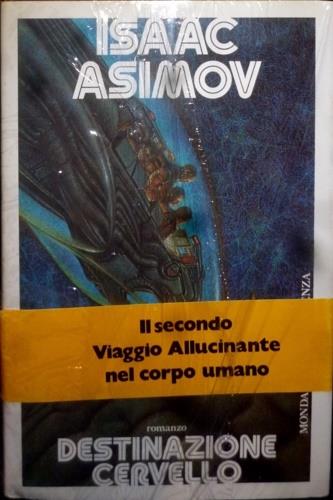 ISAAC
ASIMOV
Il secondo
Viaggio Allucinante
nel corpo umano
romanzo
DESTINAZIONE
CERVELLO